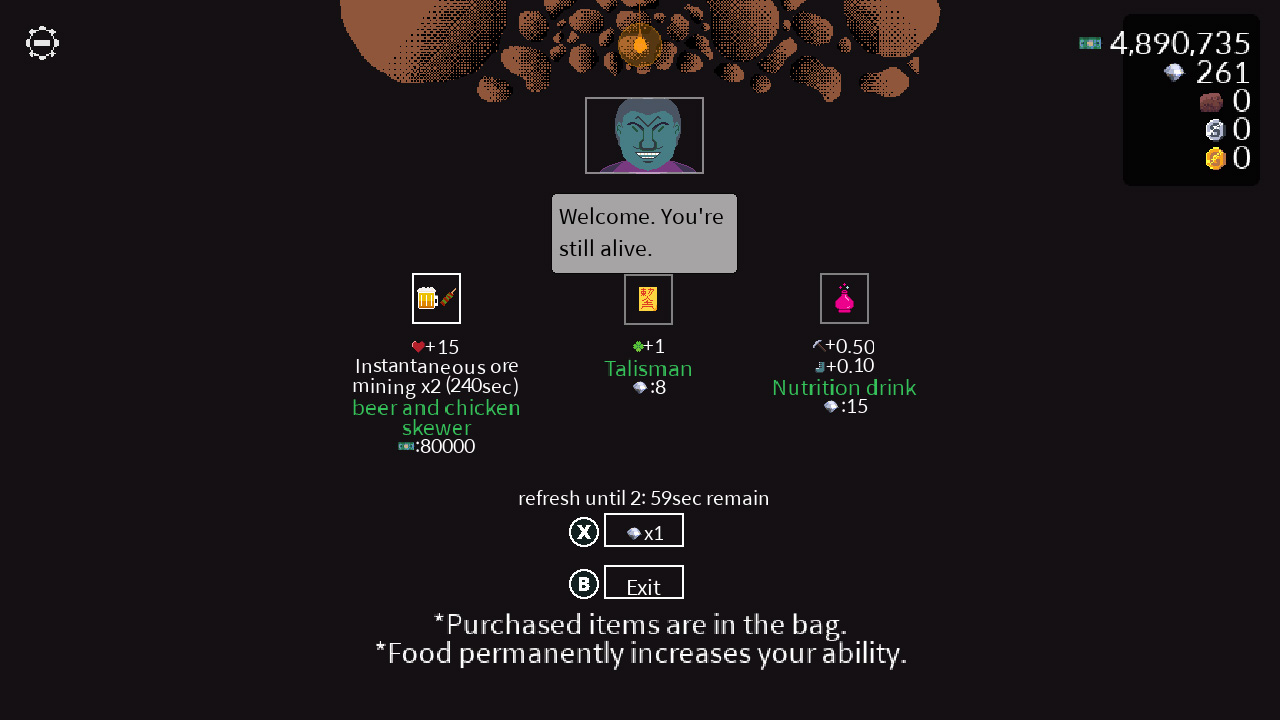 4,890,735
261
0
0
0
Welcome. You're
still alive.
+15
Instantaneous ore
mining x2 (240sec)
beer and chicken
skewer
:80000
+1
Talisman
:8
+0.50
+0.10
Nutrition drink
:15
refresh until 2: 59sec remain
X x1
B Exit
*Purchased items are in the bag.
*Food permanently increases your ability.